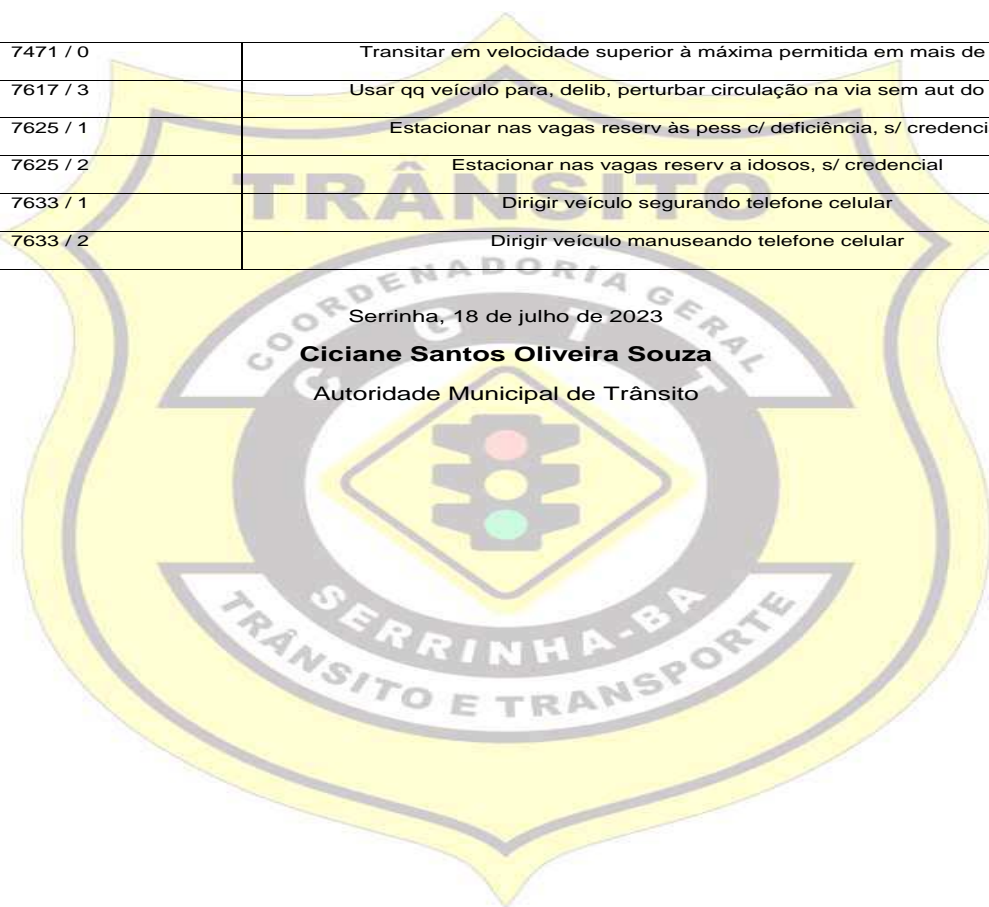 7471 / 0 Transitar em velocidade superior à máxima permitida em mais de
7617 / 3 Usar qq veículo para, delib, perturbar circulação na via sem aut do
7625 / 1 Estacionar nas vagas reserv às pess c/ deficiência, s/ credenci
7625 / 2 Estacionar nas vagas reserv a idosos, s/ credencial
TRÂNSITO
7633 / 1 Dirigir veículo segurando telefone celular
7633 / 2 Dirigir veículo manuseando telefone celular
COORDENADORIA GERAL
C G T T
Serrinha, 18 de julho de 2023
Ciciane Santos Oliveira Souza
Autoridade Municipal de Trânsito
SERRINHA-BA
TRÂNSITO E TRANSPORTE